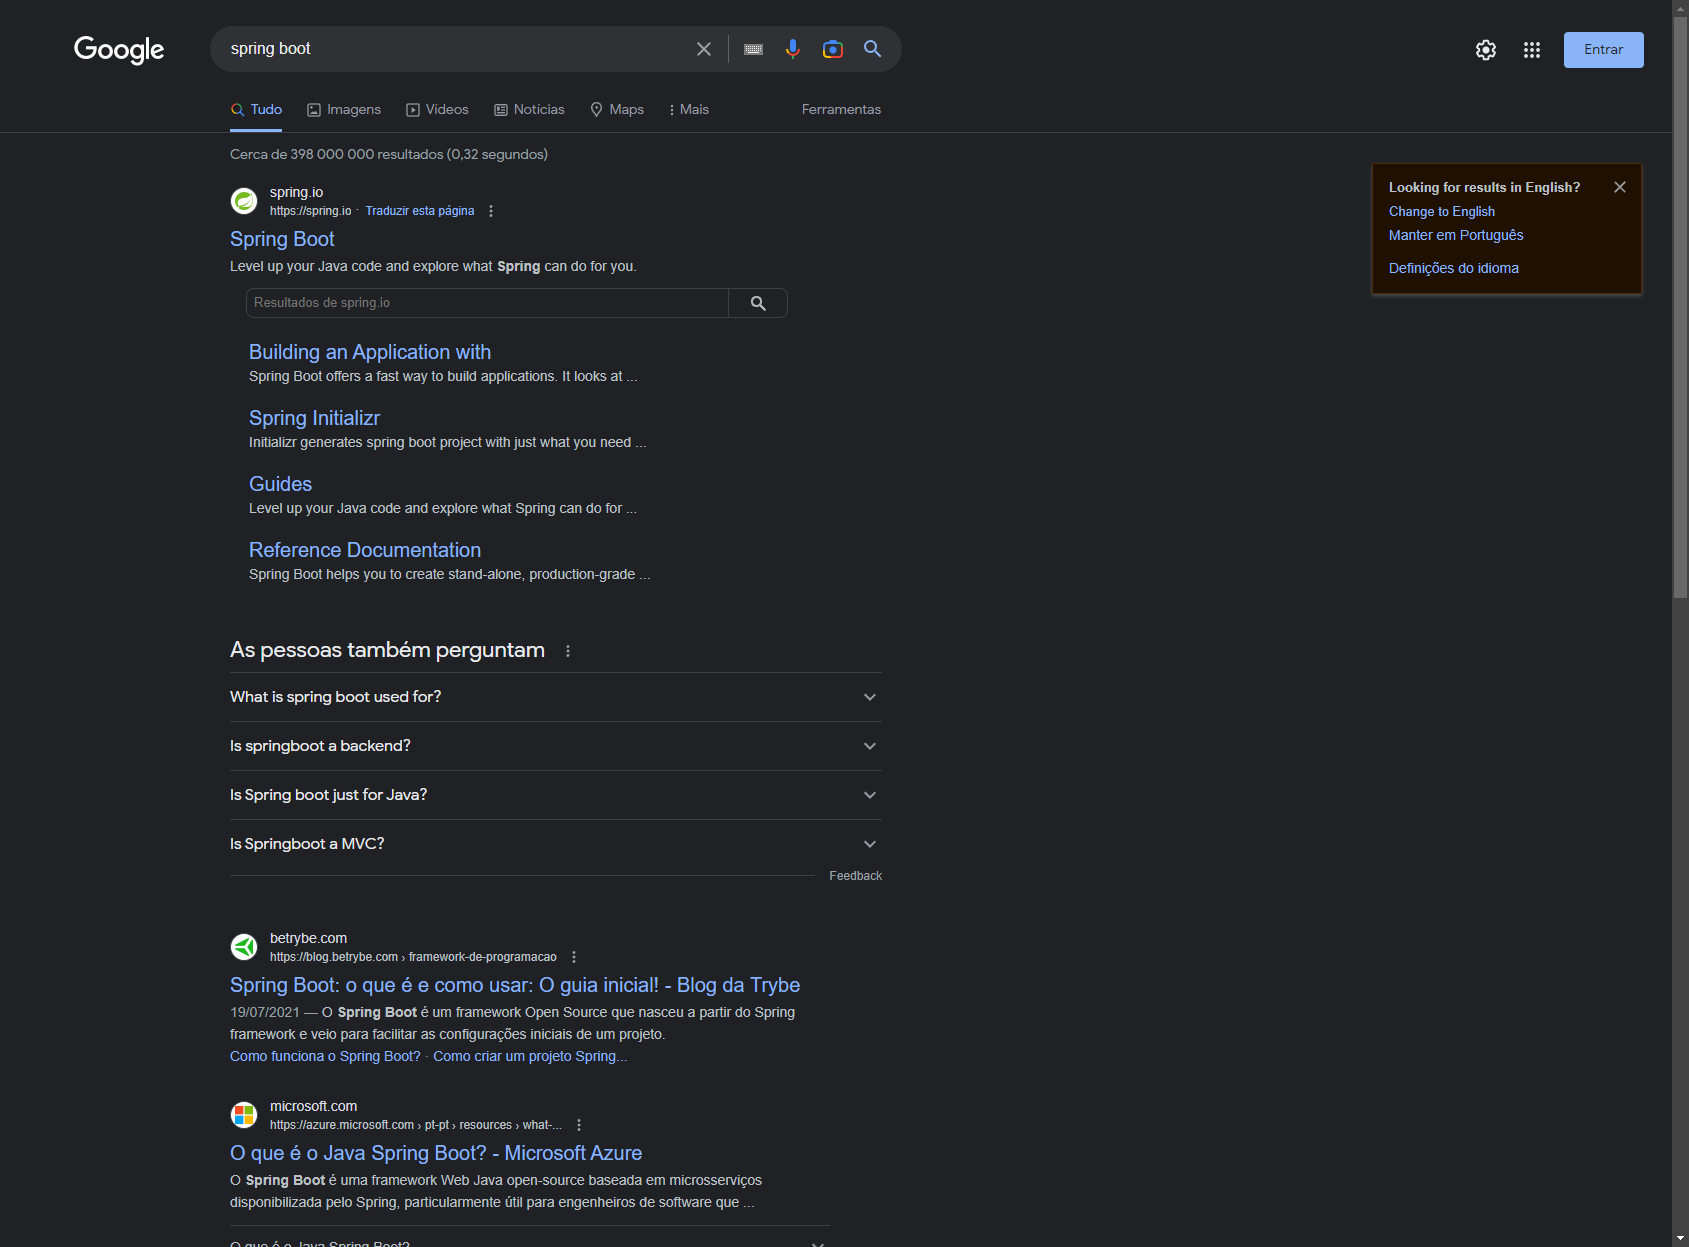 Google
spring boot
Entrar
Tudo
Imagens
Vídeos
Notícias
Maps
Mais
Ferramentas
Cerca de 398 000 000 resultados (0,32 segundos)
Looking for results in English?
Change to English
Manter em Português
Definições do idioma
spring.io
https://spring.io · Traduzir esta página
Spring Boot
Level up your Java code and explore what Spring can do for you.
Resultados de spring.io
Building an Application with
Spring Boot offers a fast way to build applications. It looks at ...
Spring Initializr
Initializr generates spring boot project with just what you need ...
Guides
Level up your Java code and explore what Spring can do for ...
Reference Documentation
Spring Boot helps you to create stand-alone, production-grade ...
As pessoas também perguntam
What is spring boot used for?
Is springboot a backend?
Is Spring boot just for Java?
Is Springboot a MVC?
Feedback
betrybe.com
https://blog.betrybe.com › framework-de-programacao
Spring Boot: o que é e como usar: O guia inicial! - Blog da Trybe
19/07/2021 — O Spring Boot é um framework Open Source que nasceu a partir do Spring
framework e veio para facilitar as configurações iniciais de um projeto.
Como funciona o Spring Boot? · Como criar um projeto Spring...
microsoft.com
https://azure.microsoft.com › pt-pt › resources › what-...
O que é o Java Spring Boot? - Microsoft Azure
O Spring Boot é uma framework Web Java open-source baseada em microsserviços
disponibilizada pelo Spring, particularmente útil para engenheiros de software que ...
O que é o Java Spring Boot?